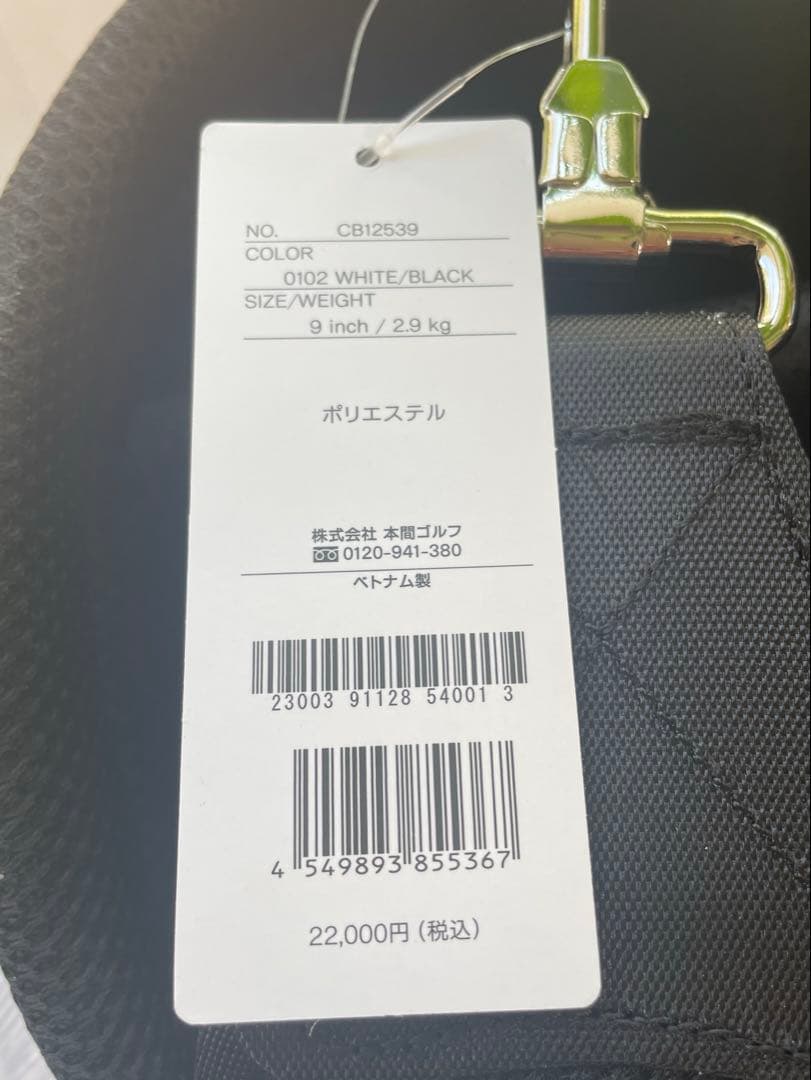 NO. CB12539
COLOR
0102 WHITE/BLACK
SIZE/WEIGHT
9 inch / 2.9 kg
ポリエステル
株式会社 本間ゴルフ
0120-941-380
ベトナム製
23003 91128 54001 3
4 549893 855367
22,000円（税込）